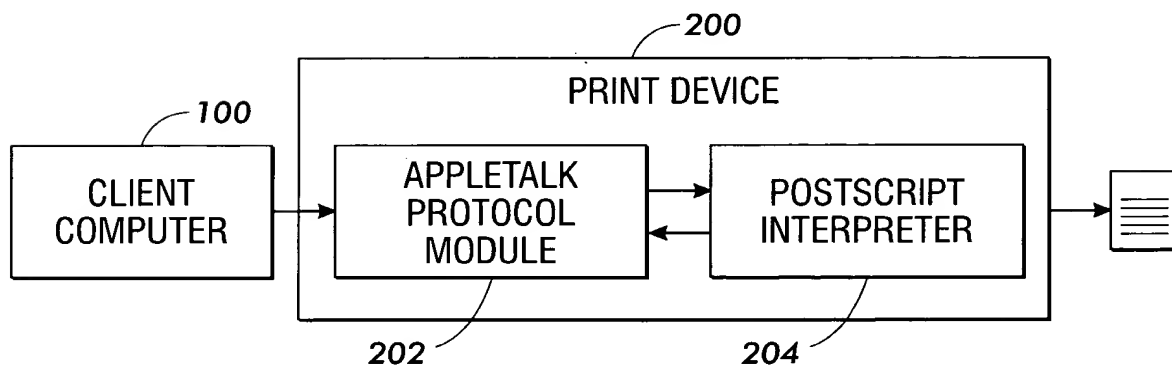 200
PRINT DEVICE
100
CLIENT
COMPUTER
APPLETALK
PROTOCOL
MODULE
POSTSCRIPT
INTERPRETER
202
204